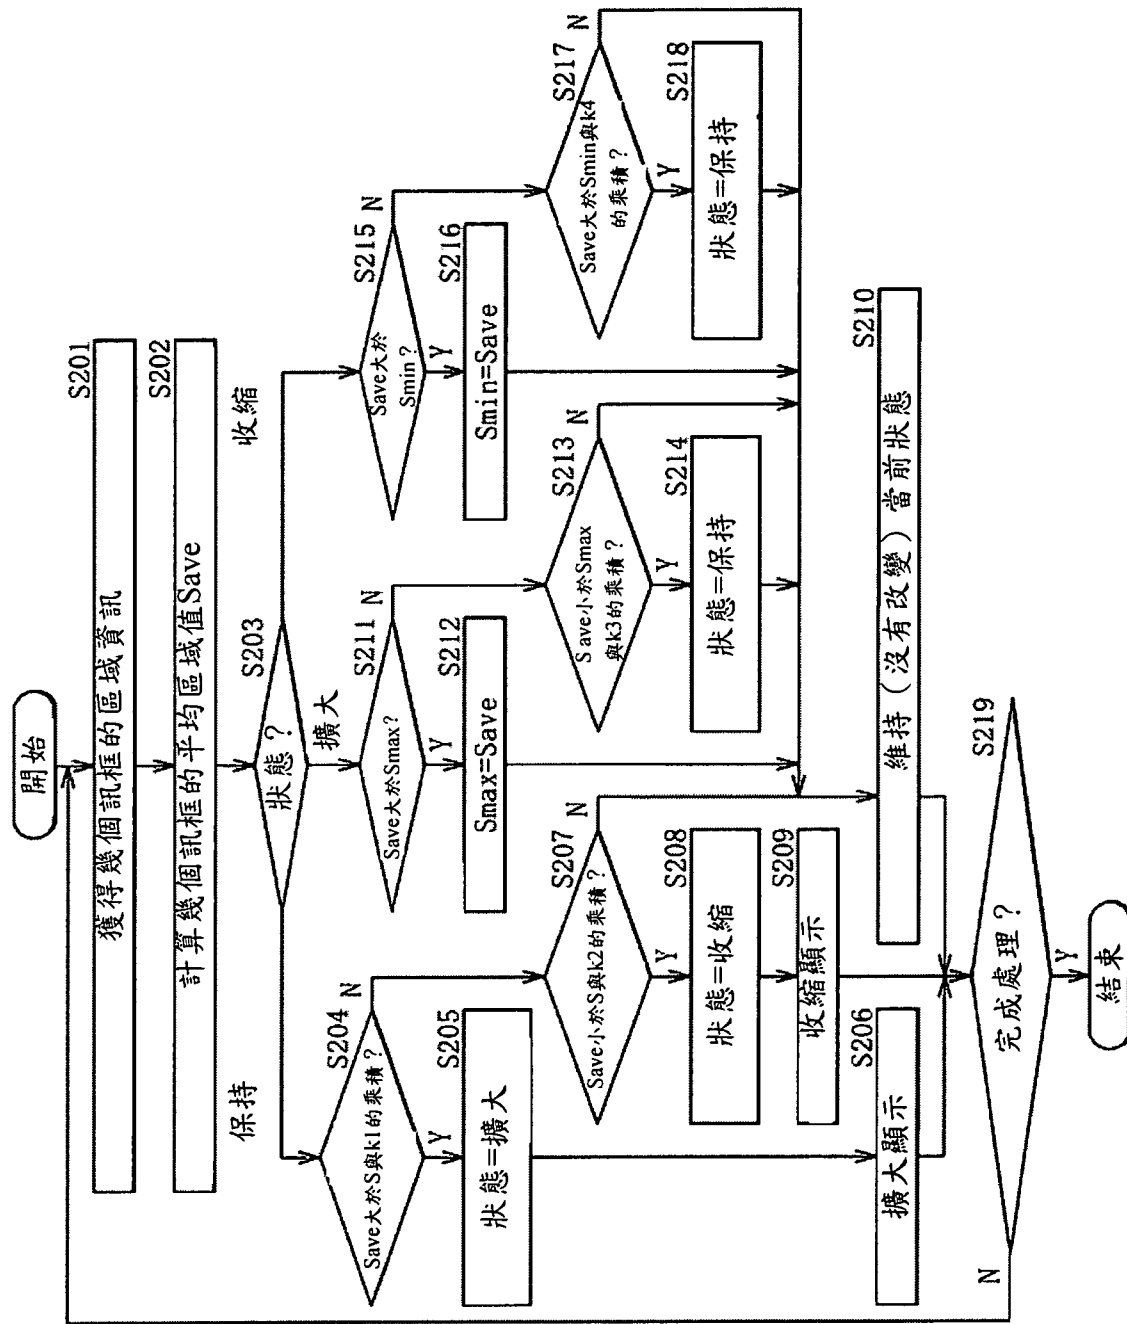 開始
S201
獲得幾個訊框的區域資訊
S202
計算幾個訊框的平均區域值Save
S203
狀態？
保持
擴大
收縮
S204
Save大於S與k1的乘積？
N
Y
S205
狀態=擴大
S206
擴大顯示
S207
Save小於S與k2的乘積？
N
Y
S208
狀態=收縮
S209
收縮顯示
S210
維持（沒有改變）當前狀態
S211
Save大於Smax?
N
Y
S212
Smax=Save
S213
Save小於Smax
與k3的乘積？
N
Y
S214
狀態=保持
S215
Save大於
Smin？
N
Y
S216
Smin=Save
S217
Save大於Smin與k4
的乘積？
N
Y
S218
狀態=保持
S219
完成處理？
N
Y
結束